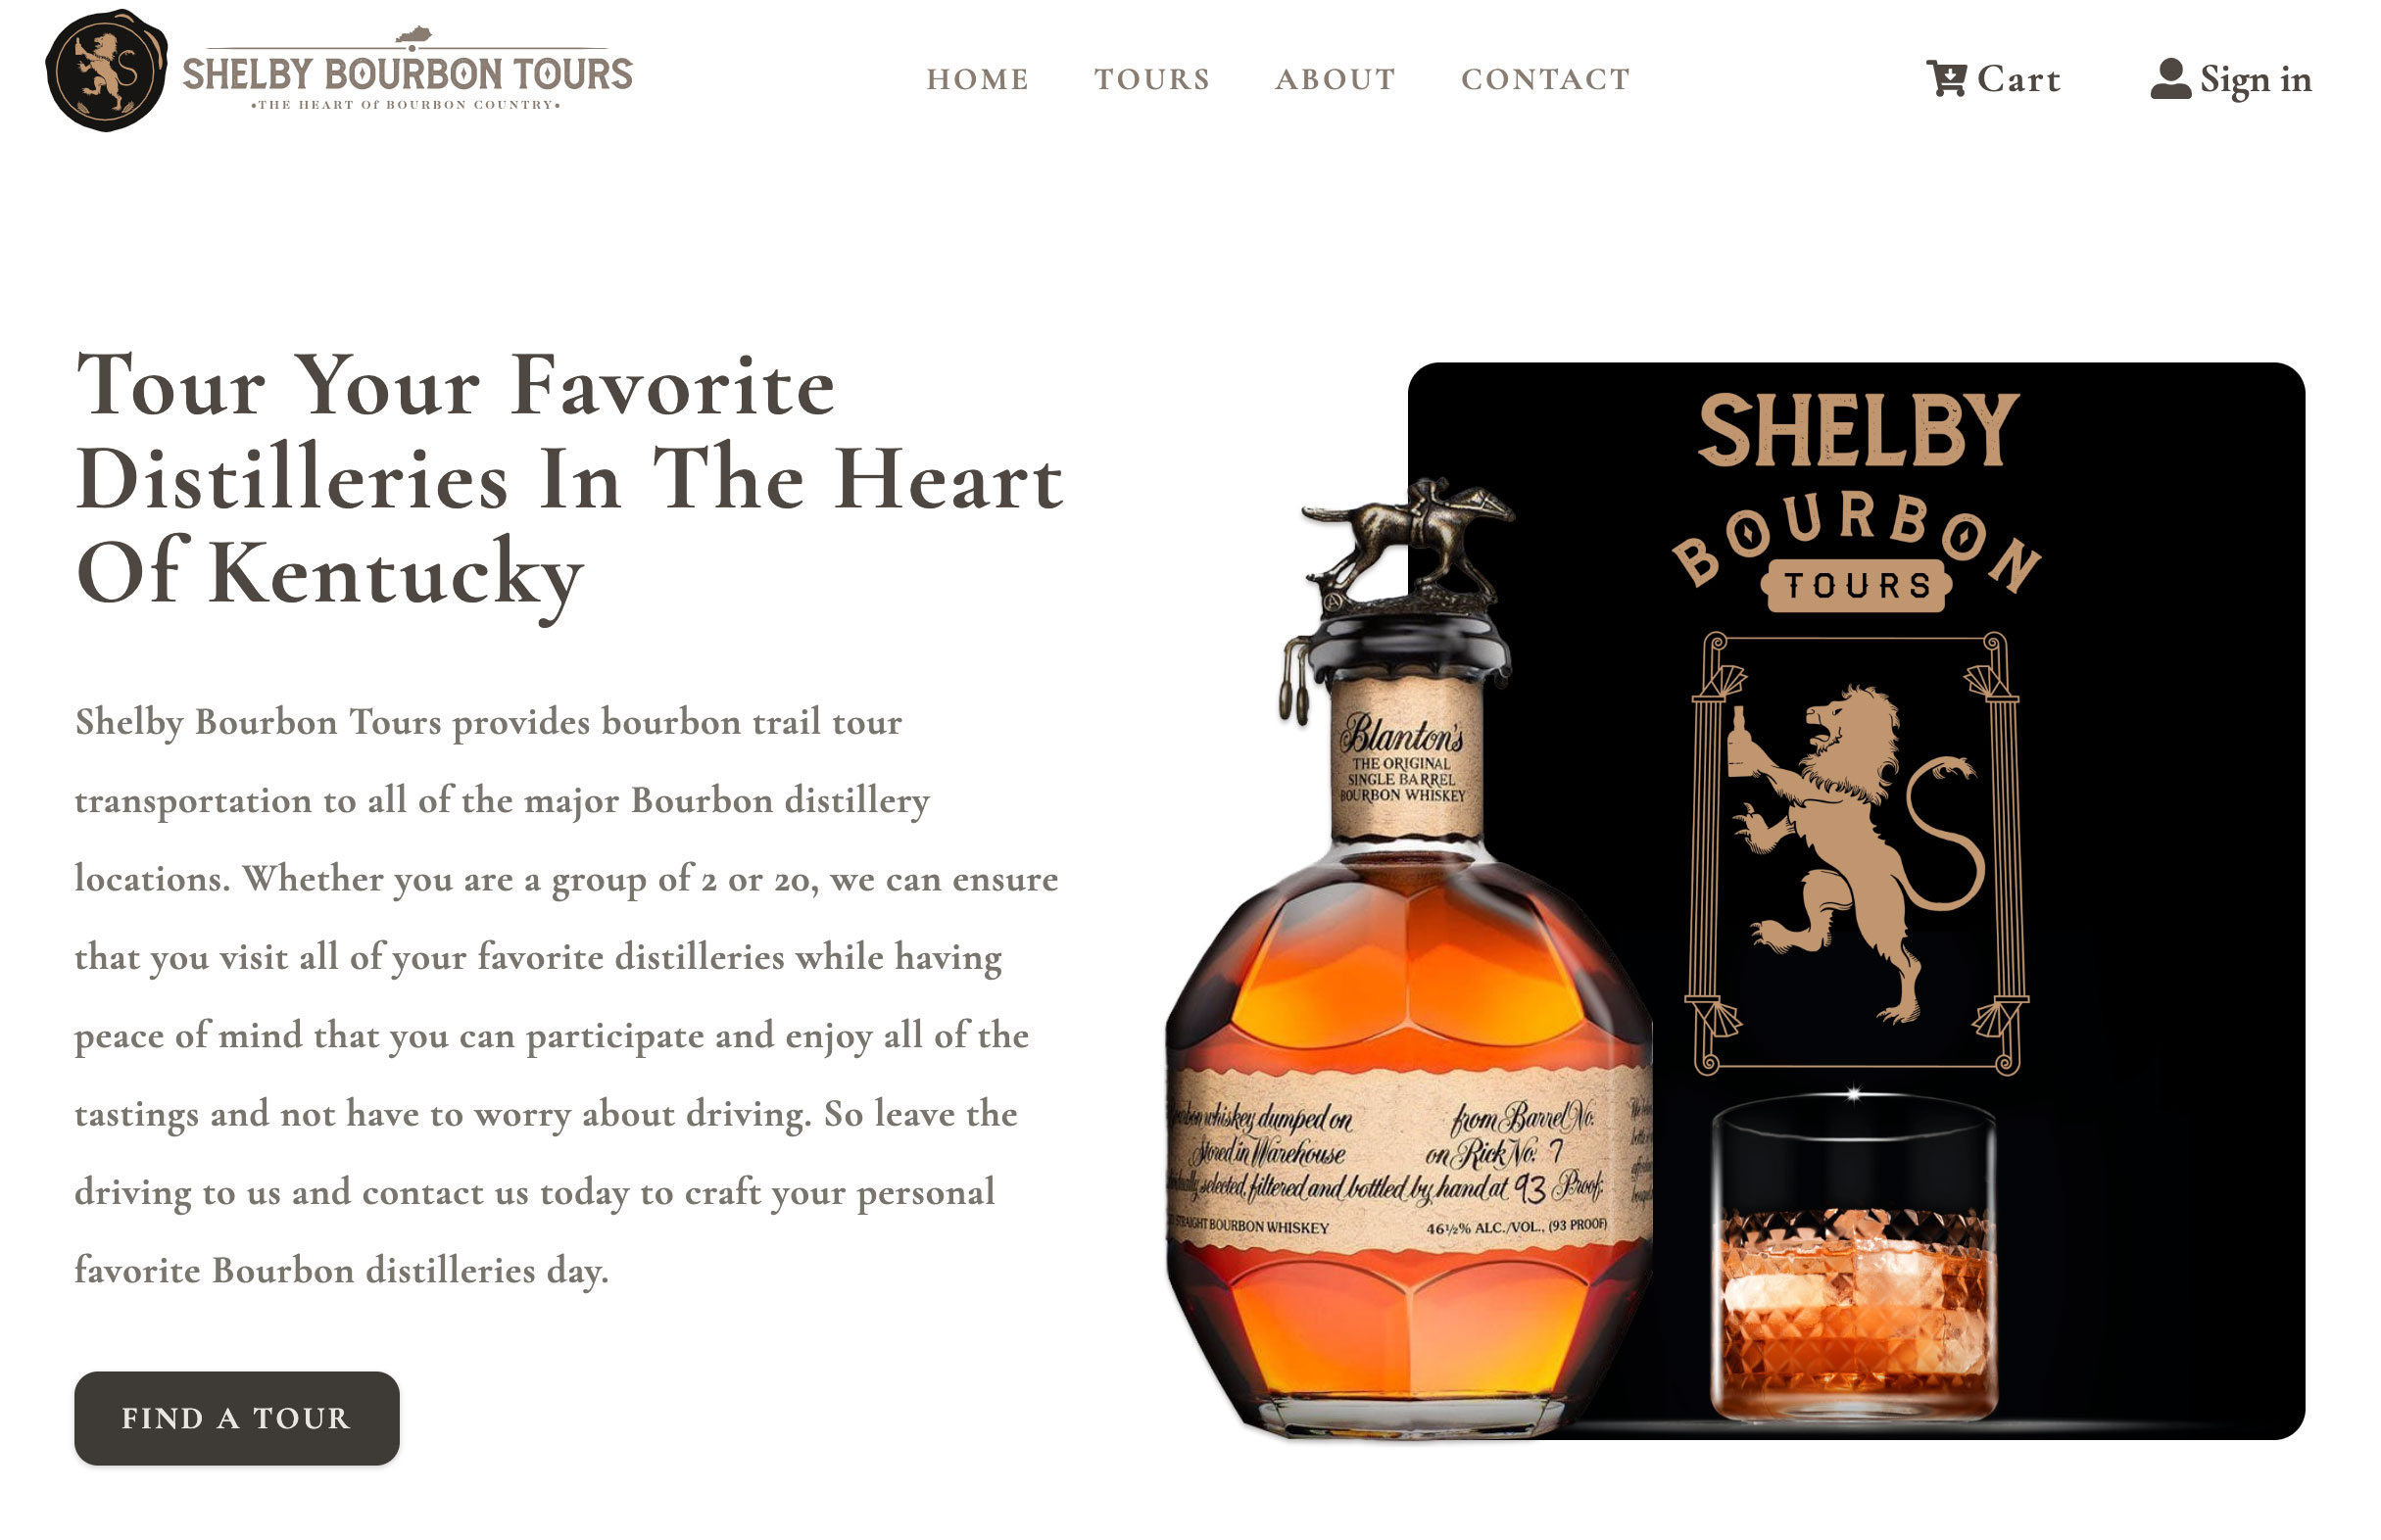 SHELBY BOURBON TOURS
•THE HEART OF BOURBON COUNTRY•
HOME TOURS ABOUT CONTACT
Cart Sign in
Tour Your Favorite
Distilleries In The Heart
Of Kentucky
Shelby Bourbon Tours provides bourbon trail tour
transportation to all of the major Bourbon distillery
locations. Whether you are a group of 2 or 20, we can ensure
that you visit all of your favorite distilleries while having
peace of mind that you can participate and enjoy all of the
tastings and not have to worry about driving. So leave the
driving to us and contact us today to craft your personal
favorite Bourbon distilleries day.
FIND A TOUR
SHELBY
BOURBON
TOURS
A
Blanton's
THE ORIGINAL
SINGLE BARREL
BOURBON WHISKEY
whiskey dumped on from Barrel No.
Stored in Warehouse on Rick No. 7
selected, filtered and bottled by hand at 93 Proof.
STRAIGHT BOURBON WHISKEY 46½% ALC./VOL., (93 PROOF)